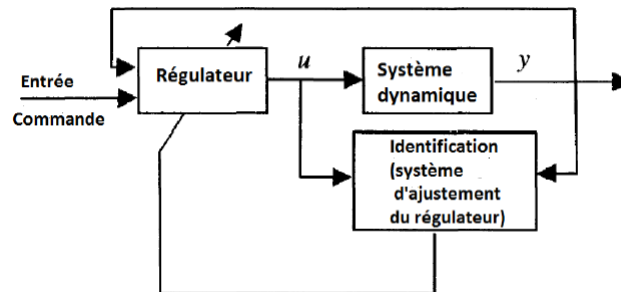 Entrée
Commande
Régulateur
u
Système
dynamique
y
Identification
(système
d'ajustement
du régulateur)